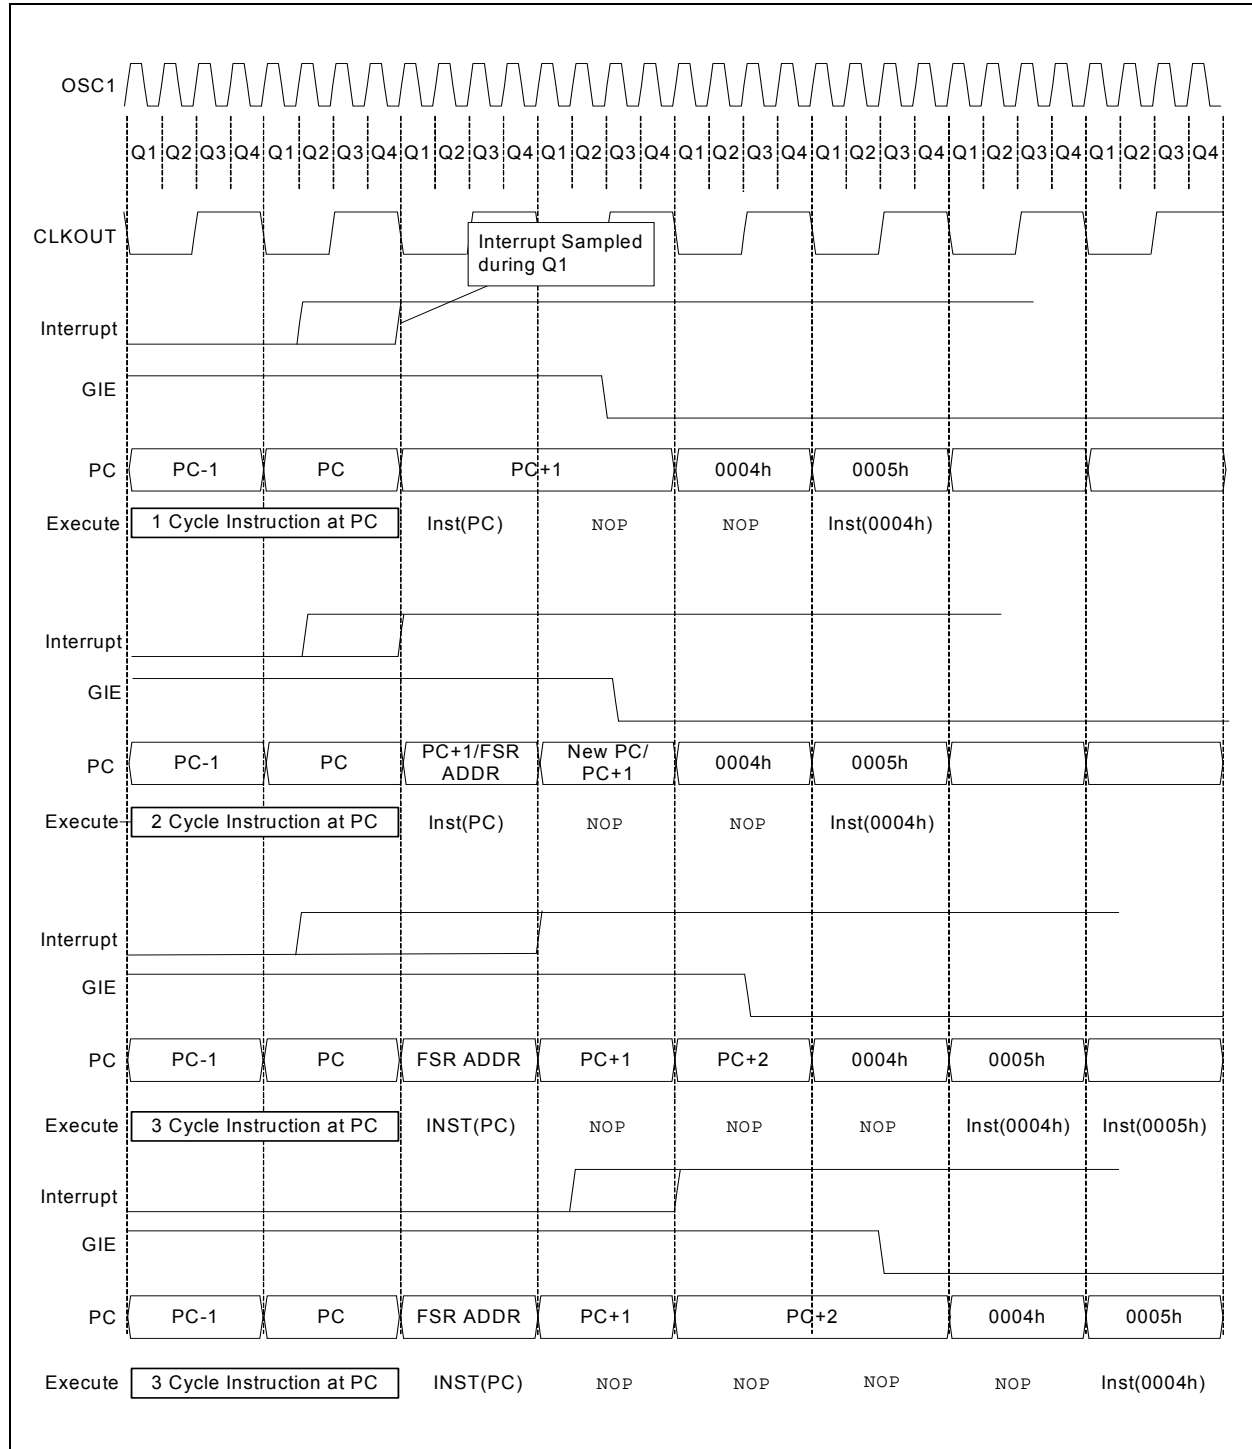 OSC1
Q1 Q2 Q3 Q4 Q1 Q2 Q3 Q4 Q1 Q2 Q3 Q4 Q1 Q2 Q3 Q4 Q1 Q2 Q3 Q4 Q1 Q2 Q3 Q4 Q1 Q2 Q3 Q4 Q1 Q2 Q3 Q4
CLKOUT
Interrupt Sampled
during Q1
Interrupt
GIE
PC PC-1 PC PC+1 0004h 0005h
Execute 1 Cycle Instruction at PC Inst(PC) NOP NOP Inst(0004h)
Interrupt
GIE
PC PC-1 PC PC+1/FSR ADDR New PC/ PC+1 0004h 0005h
Execute 2 Cycle Instruction at PC Inst(PC) NOP NOP Inst(0004h)
Interrupt
GIE
PC PC-1 PC FSR ADDR PC+1 PC+2 0004h 0005h
Execute 3 Cycle Instruction at PC INST(PC) NOP NOP NOP Inst(0004h) Inst(0005h)
Interrupt
GIE
PC PC-1 PC FSR ADDR PC+1 PC+2 0004h 0005h
Execute 3 Cycle Instruction at PC INST(PC) NOP NOP NOP NOP Inst(0004h)